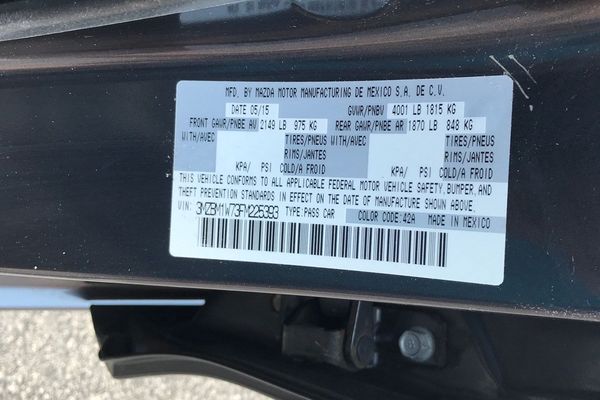 MFD. BY MAZDA MOTOR MANUFACTURING DE MEXICO S.A. DE C.V.
DATE 05/15 GVWR/PNBV 4001 LB 1815 KG
FRONT GAWR/PNBE AV 2149 LB 975 KG REAR GAWR/PNBE AR 1870 LB 848 KG
WITH/AVEC TIRES/PNEUS WITH/AVEC TIRES/PNEUS
RIMS/JANTES RIMS/JANTES
KPA/ PSI COLD/A FROID KPA/ PSI COLD/A FROID
THIS VEHICLE CONFORMS TO ALL APPLICABLE FEDERAL MOTOR VEHICLE SAFETY, BUMPER, AND
THEFT PREVENTION STANDARDS IN EFFECT ON THE DATE OF MANUFACTURE SHOWN ABOVE.
VIN: 3MZBM1W73FM225393 TYPE:PASS CAR COLOR CODE:42A MADE IN MEXICO